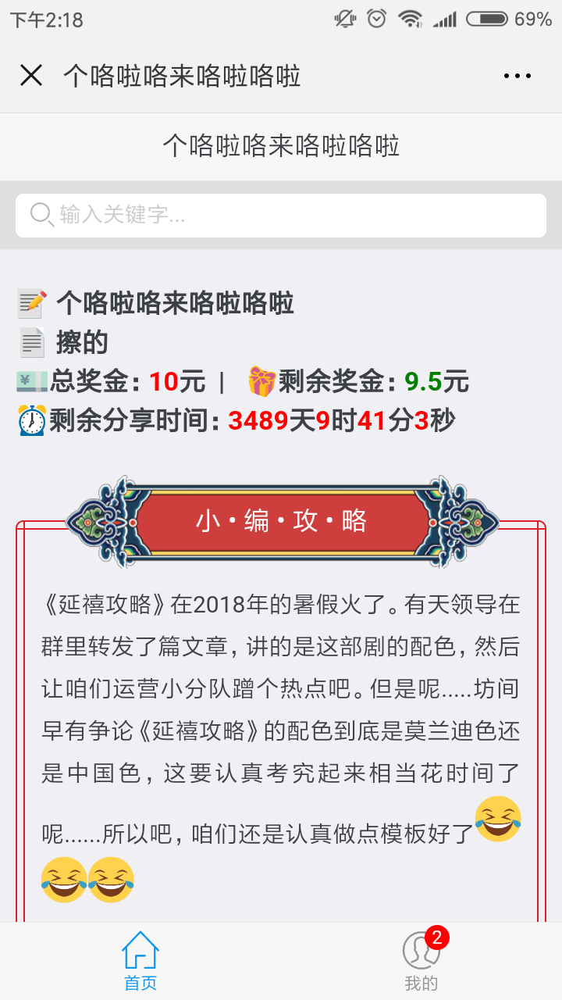 下午2:18
69%
个咯啦咯来咯啦咯啦
个咯啦咯来咯啦咯啦
输入关键字...
个咯啦咯来咯啦咯啦
擦的
总奖金：10元 | 剩余奖金：9.5元
剩余分享时间：3489天9时41分3秒
小•编•攻•略
《延禧攻略》在2018年的暑假火了。有天领导在
群里转发了篇文章，讲的是这部剧的配色，然后
让咱们运营小分队蹭个热点吧。但是呢.....坊间
早有争论《延禧攻略》的配色到底是莫兰迪色还
是中国色，这要认真考究起来相当花时间了
呢......所以吧，咱们还是认真做点模板好了😂
😂😂
2
首页
我的